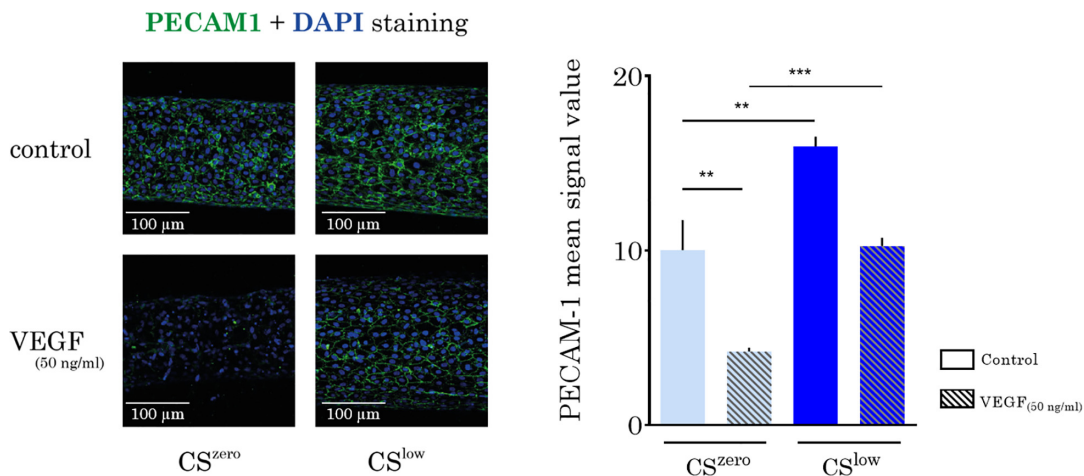 PECAM1 + DAPI staining
control
100 µm
100 µm
VEGF
(50 ng/ml)
100 µm
100 µm
CSzero
CSlow
PECAM-1 mean signal value
20
10
0
***
**
**
CSzero
CSlow
Control
VEGF(50 ng/ml)